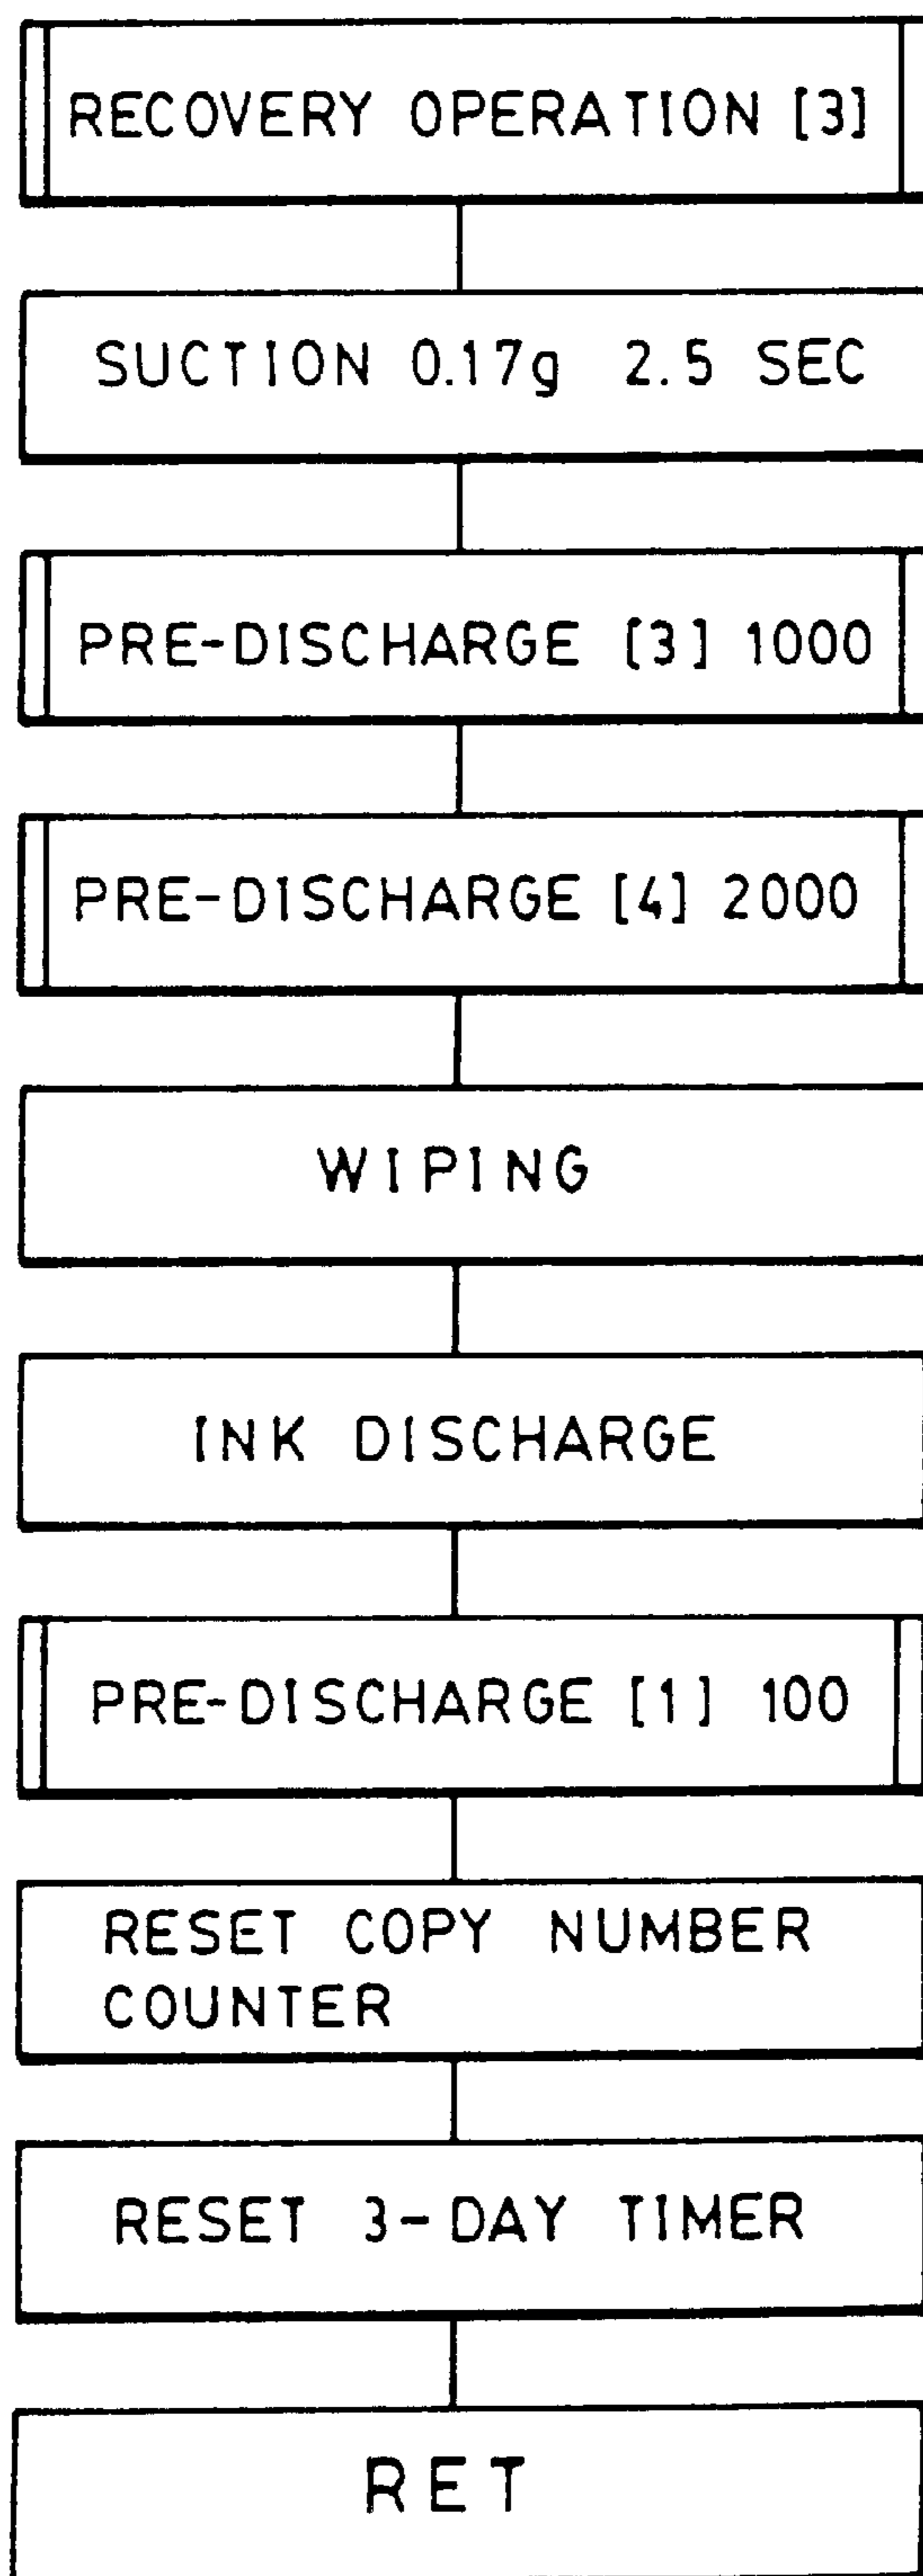 RECOVERY OPERATION [3]
SUCTION 0.17g 2.5 SEC
PRE-DISCHARGE [3] 1000
PRE-DISCHARGE [4] 2000
WIPING
INK DISCHARGE
PRE-DISCHARGE [1] 100
RESET COPY NUMBER
COUNTER
RESET 3-DAY TIMER
RET